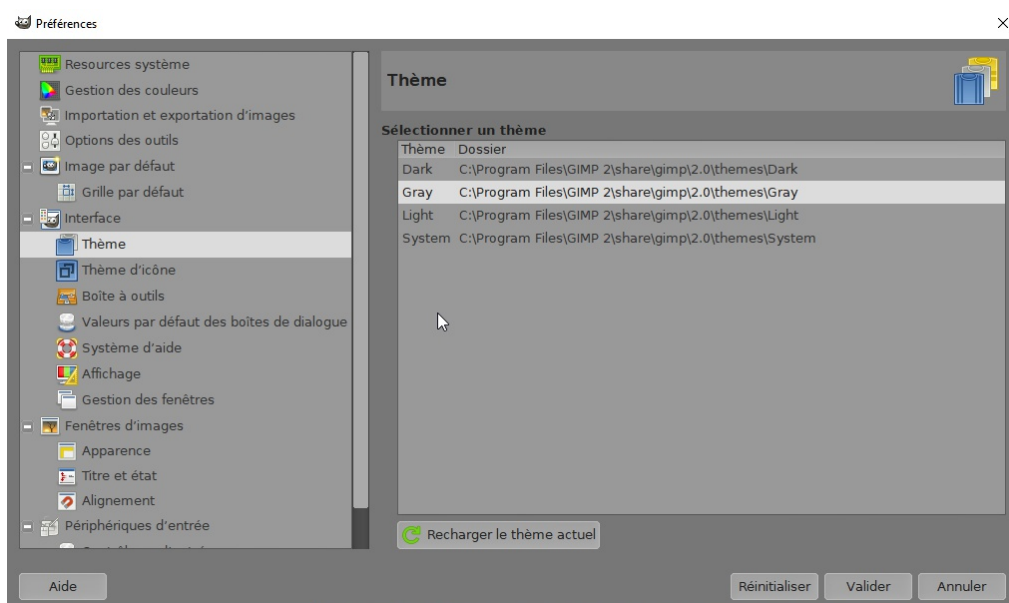 Préférences
Resources système
Gestion des couleurs
Importation et exportation d’images
Options des outils
Image par défaut
Grille par défaut
Interface
Thème
Thème d’icône
Boîte à outils
Valeurs par défaut des boîtes de dialogue
Système d’aide
Affichage
Gestion des fenêtres
Fenêtres d’images
Apparence
Titre et état
Alignement
Périphériques d’entrée
Thème
Sélectionner un thème
Thème Dossier
Dark C:\Program Files\GIMP 2\share\gimp\2.0\themes\Dark
Gray C:\Program Files\GIMP 2\share\gimp\2.0\themes\Gray
Light C:\Program Files\GIMP 2\share\gimp\2.0\themes\Light
System C:\Program Files\GIMP 2\share\gimp\2.0\themes\System
Recharger le thème actuel
Aide
Réinitialiser Valider Annuler